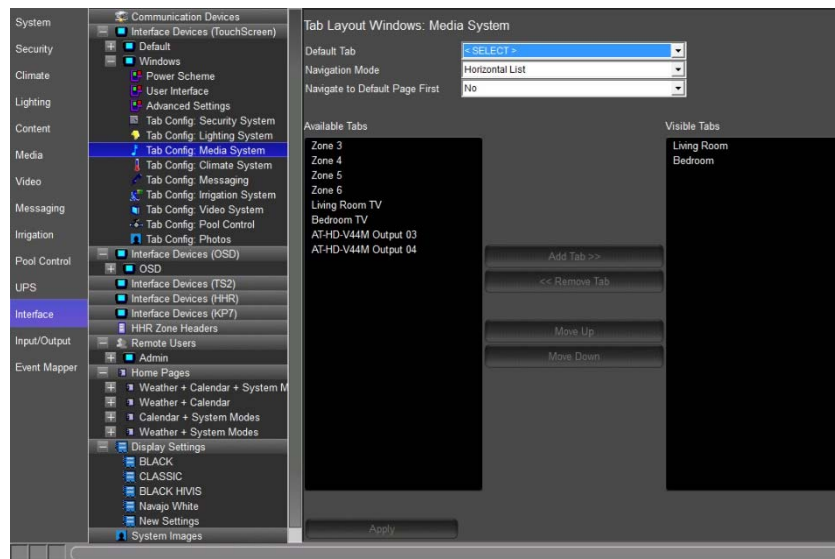 System
Security
Climate
Lighting
Content
Media
Video
Messaging
Irrigation
Pool Control
UPS
Interface
Input/Output
Event Mapper
Communication Devices
Interface Devices (TouchScreen)
Default
Windows
Power Scheme
User Interface
Advanced Settings
Tab Config: Security System
Tab Config: Lighting System
Tab Config: Media System
Tab Config: Climate System
Tab Config: Messaging
Tab Config: Irrigation System
Tab Config: Video System
Tab Config: Pool Control
Tab Config: Photos
Interface Devices (OSD)
OSD
Interface Devices (TS2)
Interface Devices (HHR)
Interface Devices (KP7)
HHR Zone Headers
Remote Users
Admin
Home Pages
Weather + Calendar + System M
Weather + Calendar
Calendar + System Modes
Weather + System Modes
Display Settings
BLACK
CLASSIC
BLACK HIVIS
Navajo White
New Settings
System Images
Tab Layout Windows: Media System
Default Tab
< SELECT >
Navigation Mode
Horizontal List
Navigate to Default Page First
No
Available Tabs
Zone 3
Zone 4
Zone 5
Zone 6
Living Room TV
Bedroom TV
AT-HD-V44M Output 03
AT-HD-V44M Output 04
Add Tab >>
<< Remove Tab
Move Up
Move Down
Visible Tabs
Living Room
Bedroom
Apply